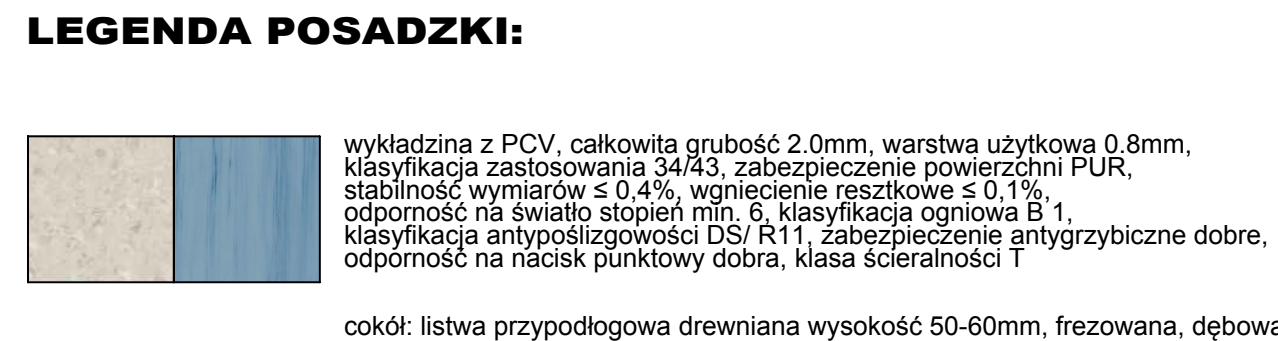 LEGENDA POSADZKI:
wykładzina z PCV, całkowita grubość 2.0mm, warstwa użytkowa 0.8mm,
klasyfikacja zastosowania 34/43, zabezpieczenie powierzchni PUR,
stabilność wymiarów ≤ 0,4%, wgniecienie resztkowe ≤ 0,1%,
odporność na światło stopień min. 6, klasyfikacja ogniowa B 1,
klasyfikacja antypoślizgowości DS/ R11, zabezpieczenie antygrzybiczne dobre,
odporność na nacisk punktowy dobra, klasa ścieralności T
cokół: listwa przypodłogowa drewniana wysokość 50-60mm, frezowana, dębowa